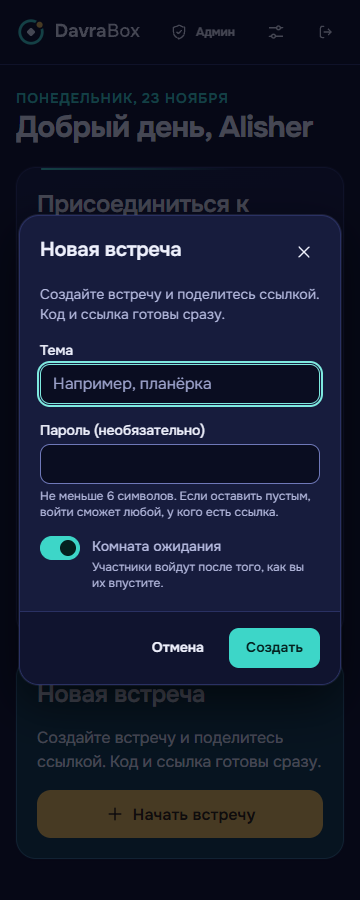 DavraBox
Админ
ПОНЕДЕЛЬНИК, 23 НОЯБРЯ
Добрый день, Alisher
Присоединиться к
Новая встреча
Создайте встречу и поделитесь ссылкой.
Код и ссылка готовы сразу.
Тема
Например, планёрка
Пароль (необязательно)
Не меньше 6 символов. Если оставить пустым,
войти сможет любой, у кого есть ссылка.
Комната ожидания
Участники войдут после того, как вы
их впустите.
Отмена
Создать
Новая встреча
Создайте встречу и поделитесь
ссылкой. Код и ссылка готовы сразу.
Начать встречу